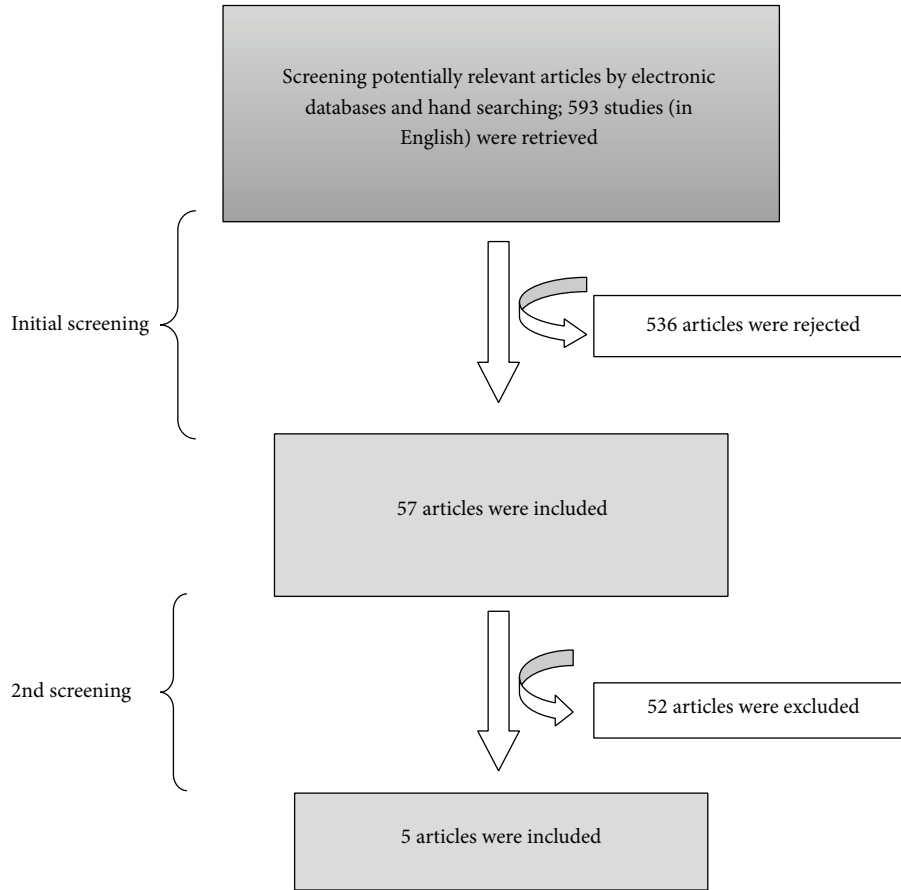 Screening potentially relevant articles by electronic
databases and hand searching; 593 studies (in
English) were retrieved
Initial screening
536 articles were rejected
57 articles were included
2nd screening
52 articles were excluded
5 articles were included